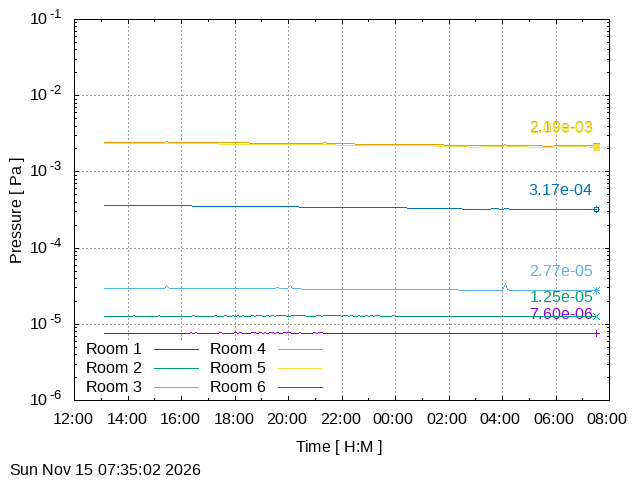 10^-1
10^-2
10^-3
10^-4
10^-5
10^-6
Pressure [ Pa ]
3.17e-04
2.77e-05
1.25e-05
7.60e-06
Room 1 Room 4
Room 2 Room 5
Room 3 Room 6
12:00 14:00 16:00 18:00 20:00 22:00 00:00 02:00 04:00 06:00 08:00
Time [ H:M ]
Sun Nov 15 07:35:02 2026